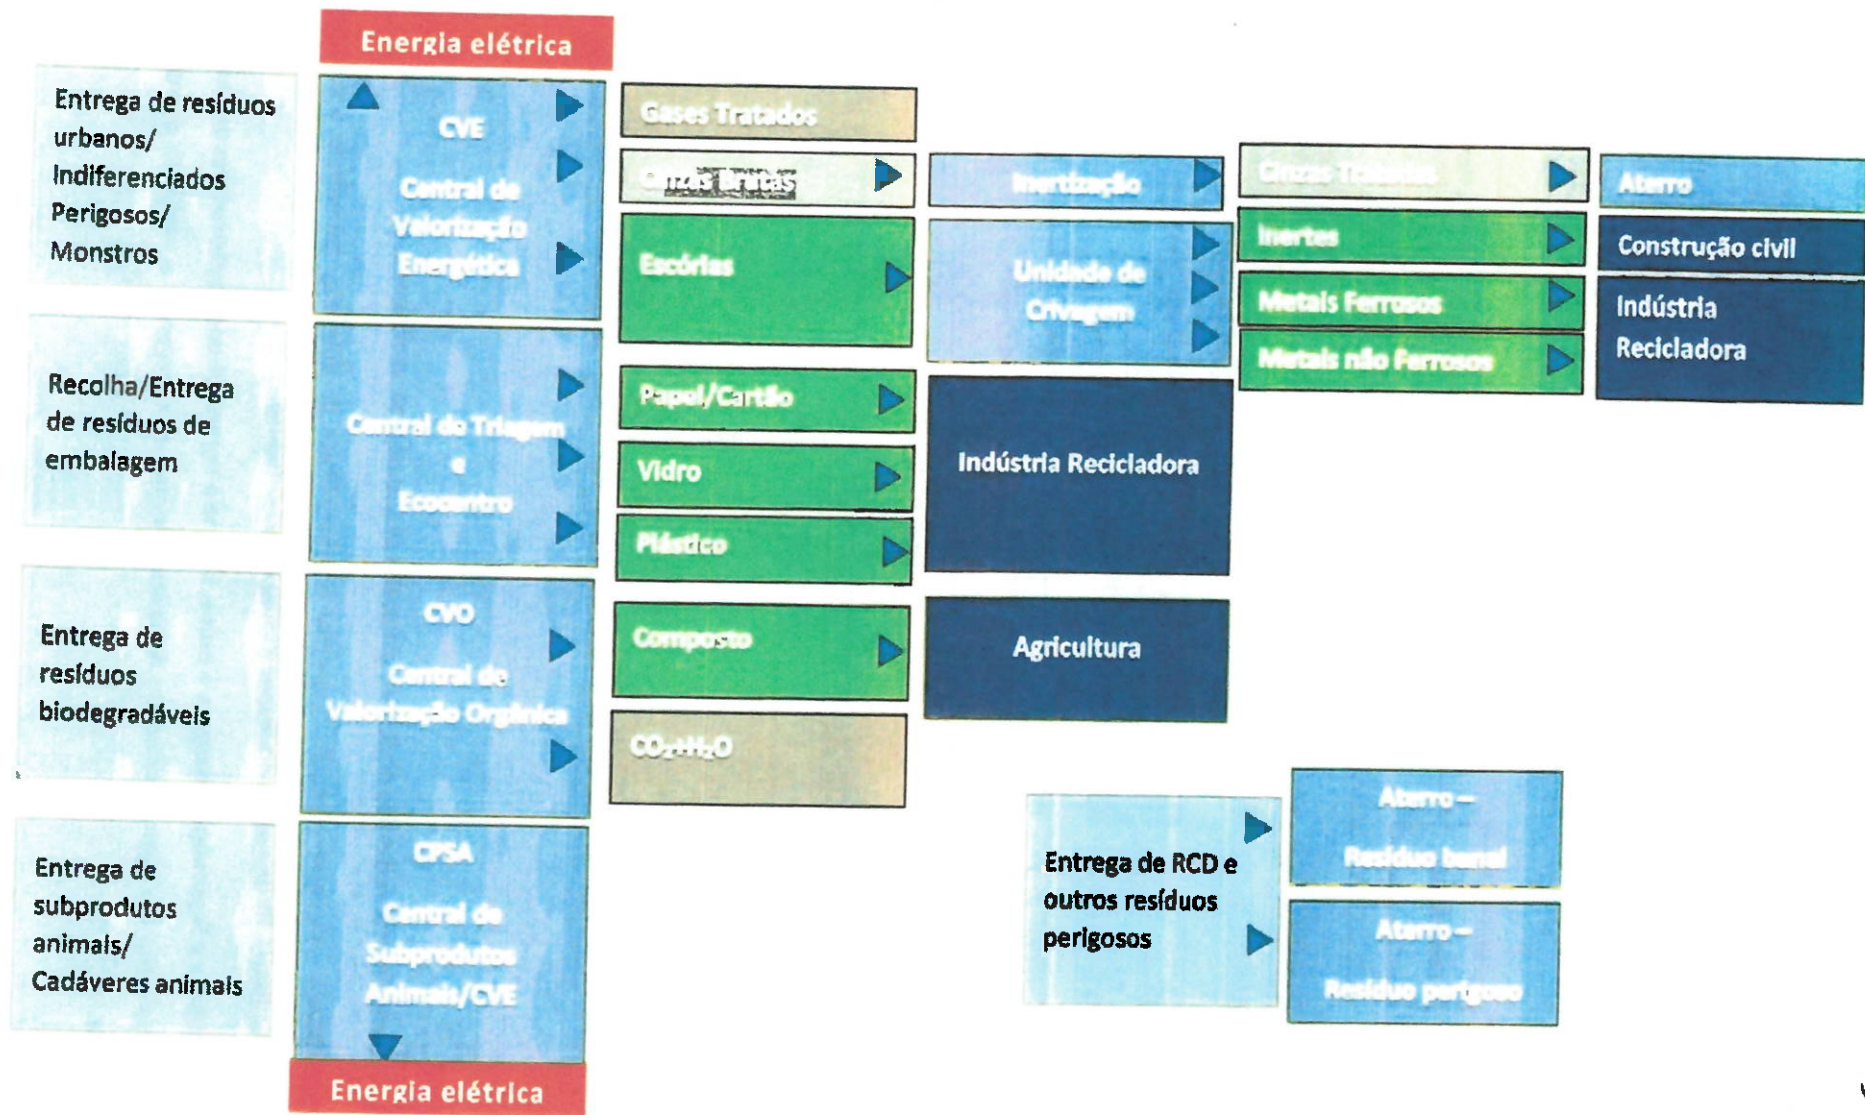 Energia elétrica
Entrega de resíduos
urbanos/
Indiferenciados
Perigosos/
Monstros
CVE
Central de
Valorização
Energética
Gases Tratados
Cinzas Brutas
Inertização
Cinzas Tratadas
Aterro
Escórias
Unidade de
Crivagem
Inertes
Construção civil
Metais Ferrosos
Metais não Ferrosos
Indústria
Recicladora
Recolha/Entrega
de resíduos de
embalagem
Central de Triagem
e
Ecocentro
Papel/Cartão
Vidro
Plástico
Indústria Recicladora
Entrega de
resíduos
biodegradáveis
CVO
Central de
Valorização Orgânica
Composto
Agricultura
CO₂+H₂O
Entrega de
subprodutos
animais/
Cadáveres animais
CPSA
Central de
Subprodutos
Animais/CVE
Energia elétrica
Entrega de RCD e
outros resíduos
perigosos
Aterro –
Resíduo banal
Aterro –
Resíduo perigoso